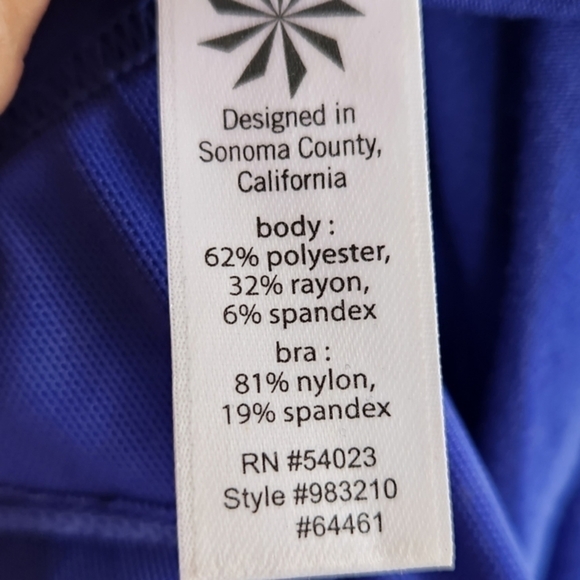 Designed in
Sonoma County,
California
body :
62% polyester,
32% rayon,
6% spandex
bra :
81% nylon,
19% spandex
RN #54023
Style #983210
#64461